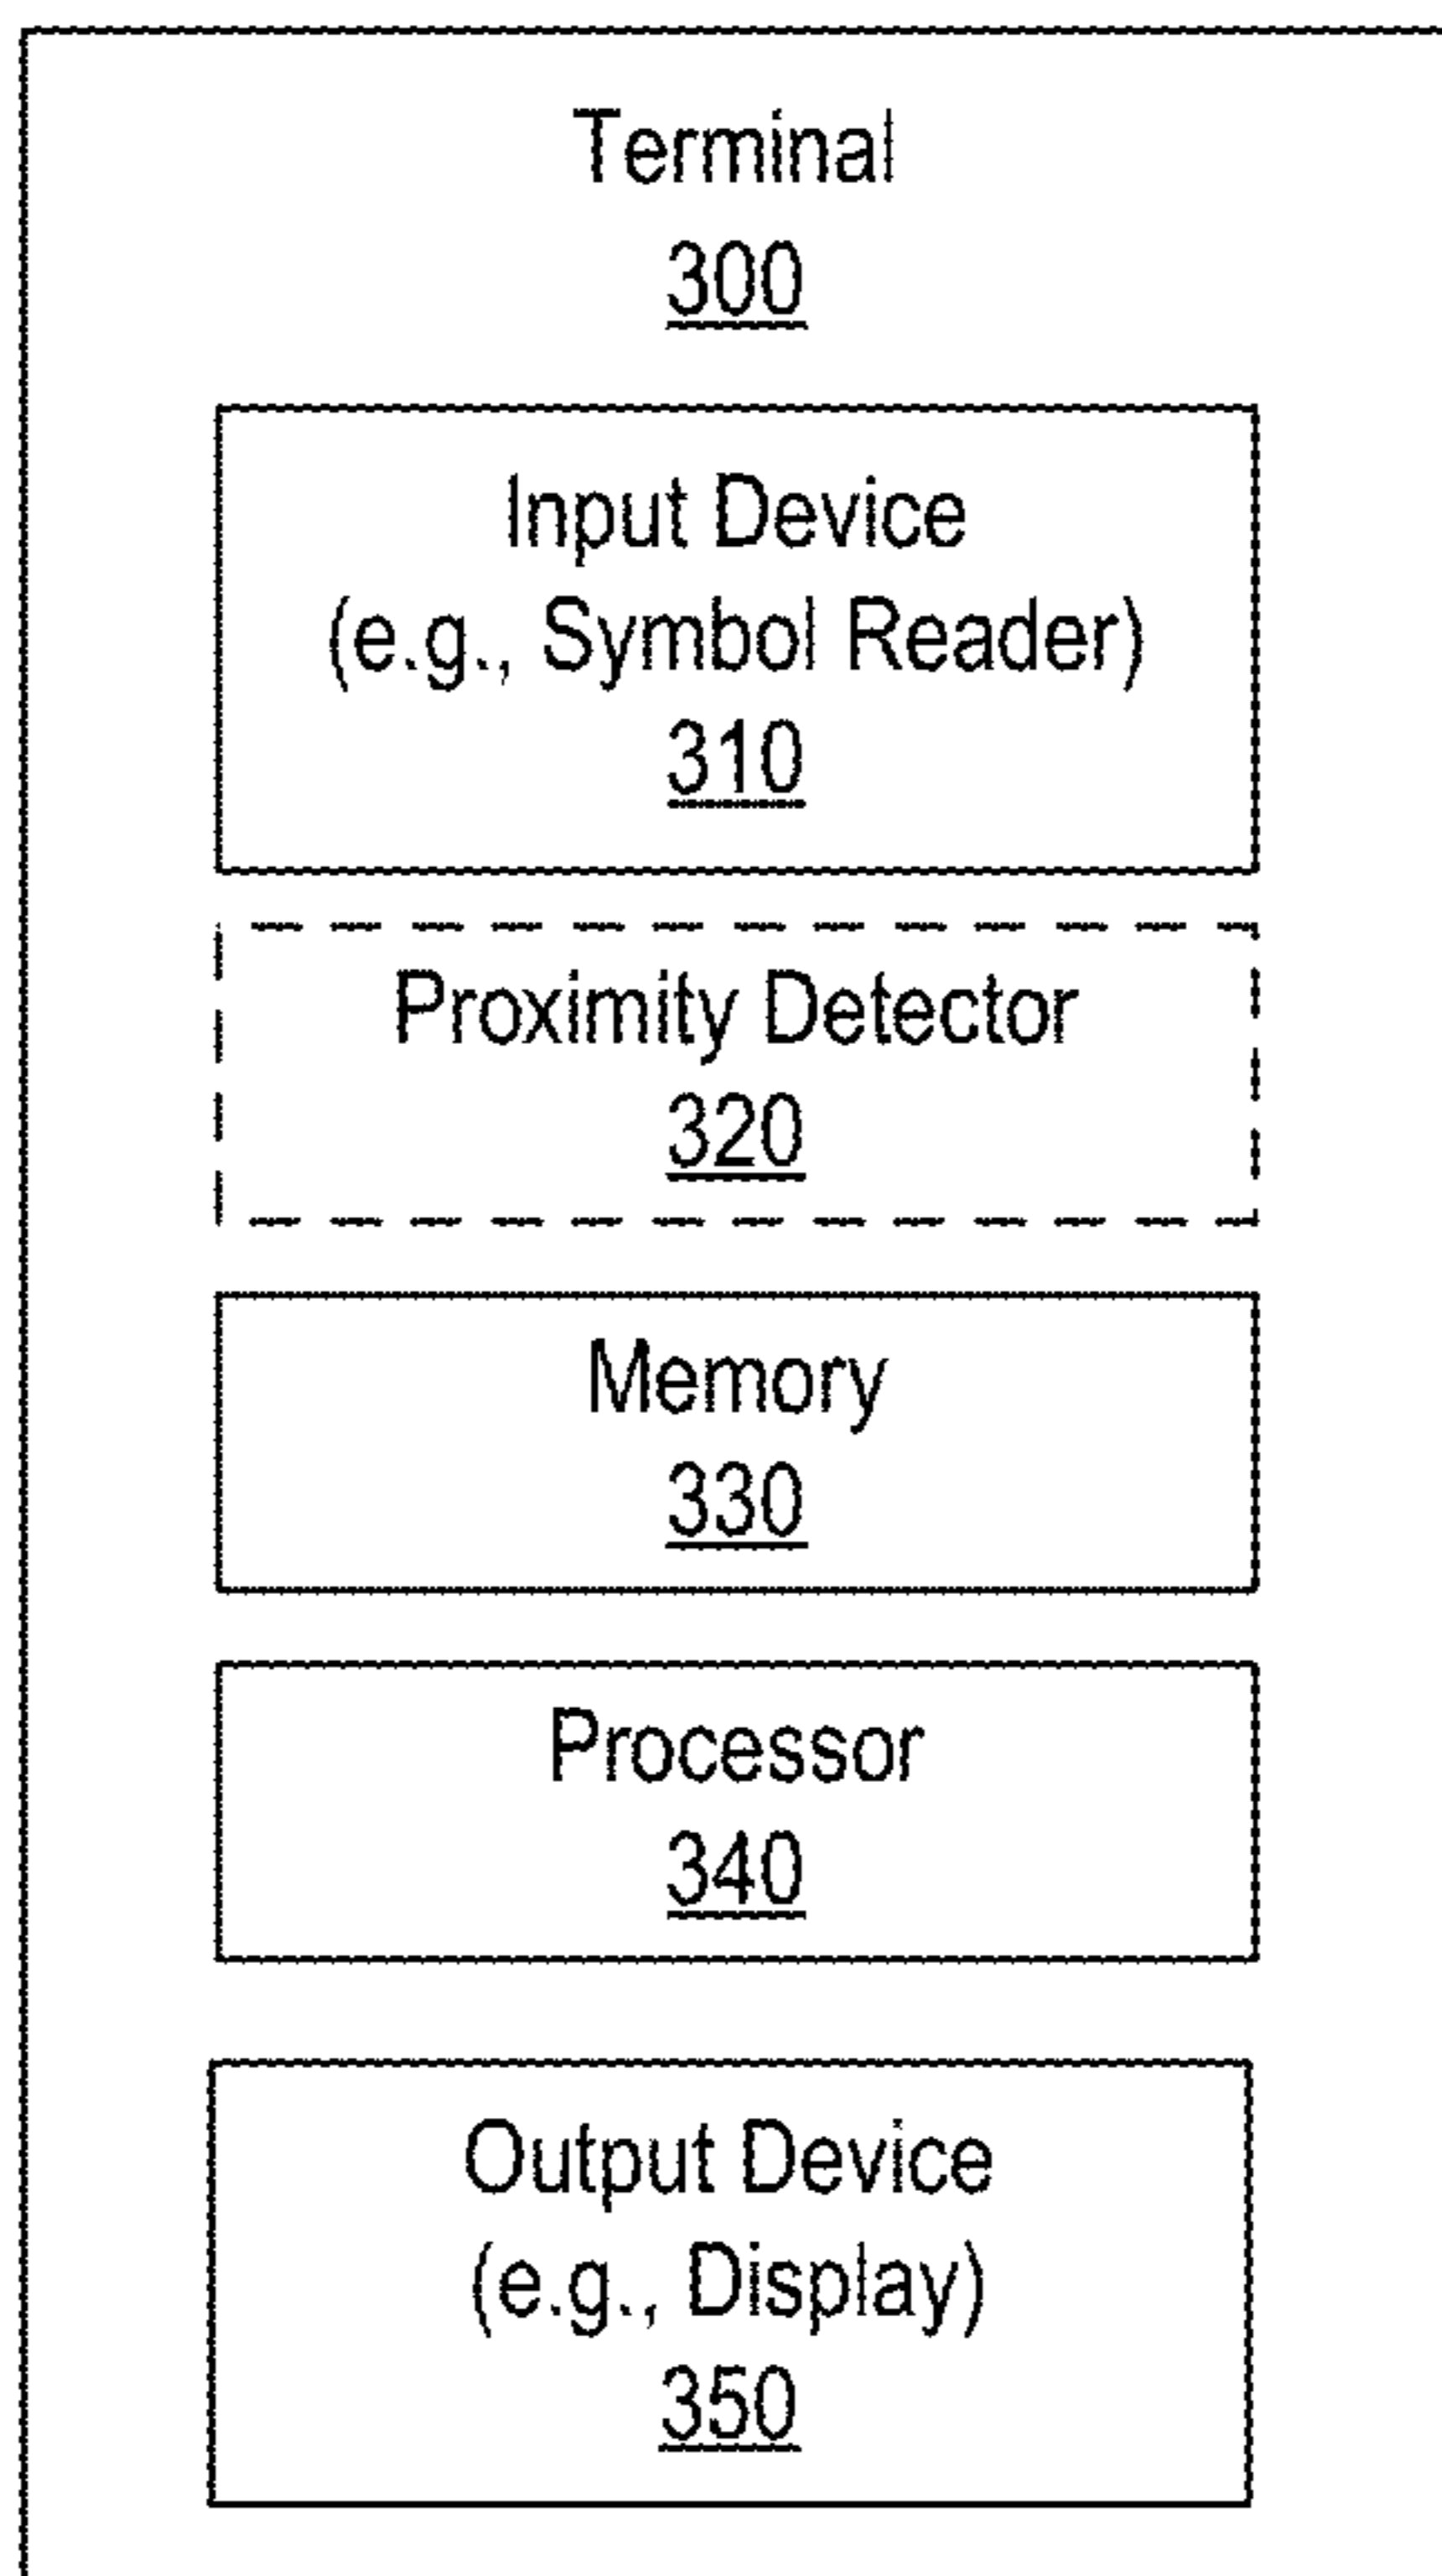 Terminal
300
Input Device
(e.g., Symbol Reader)
310
Proximity Detector
320
Memory
330
Processor
340
Output Device
(e.g., Display)
350